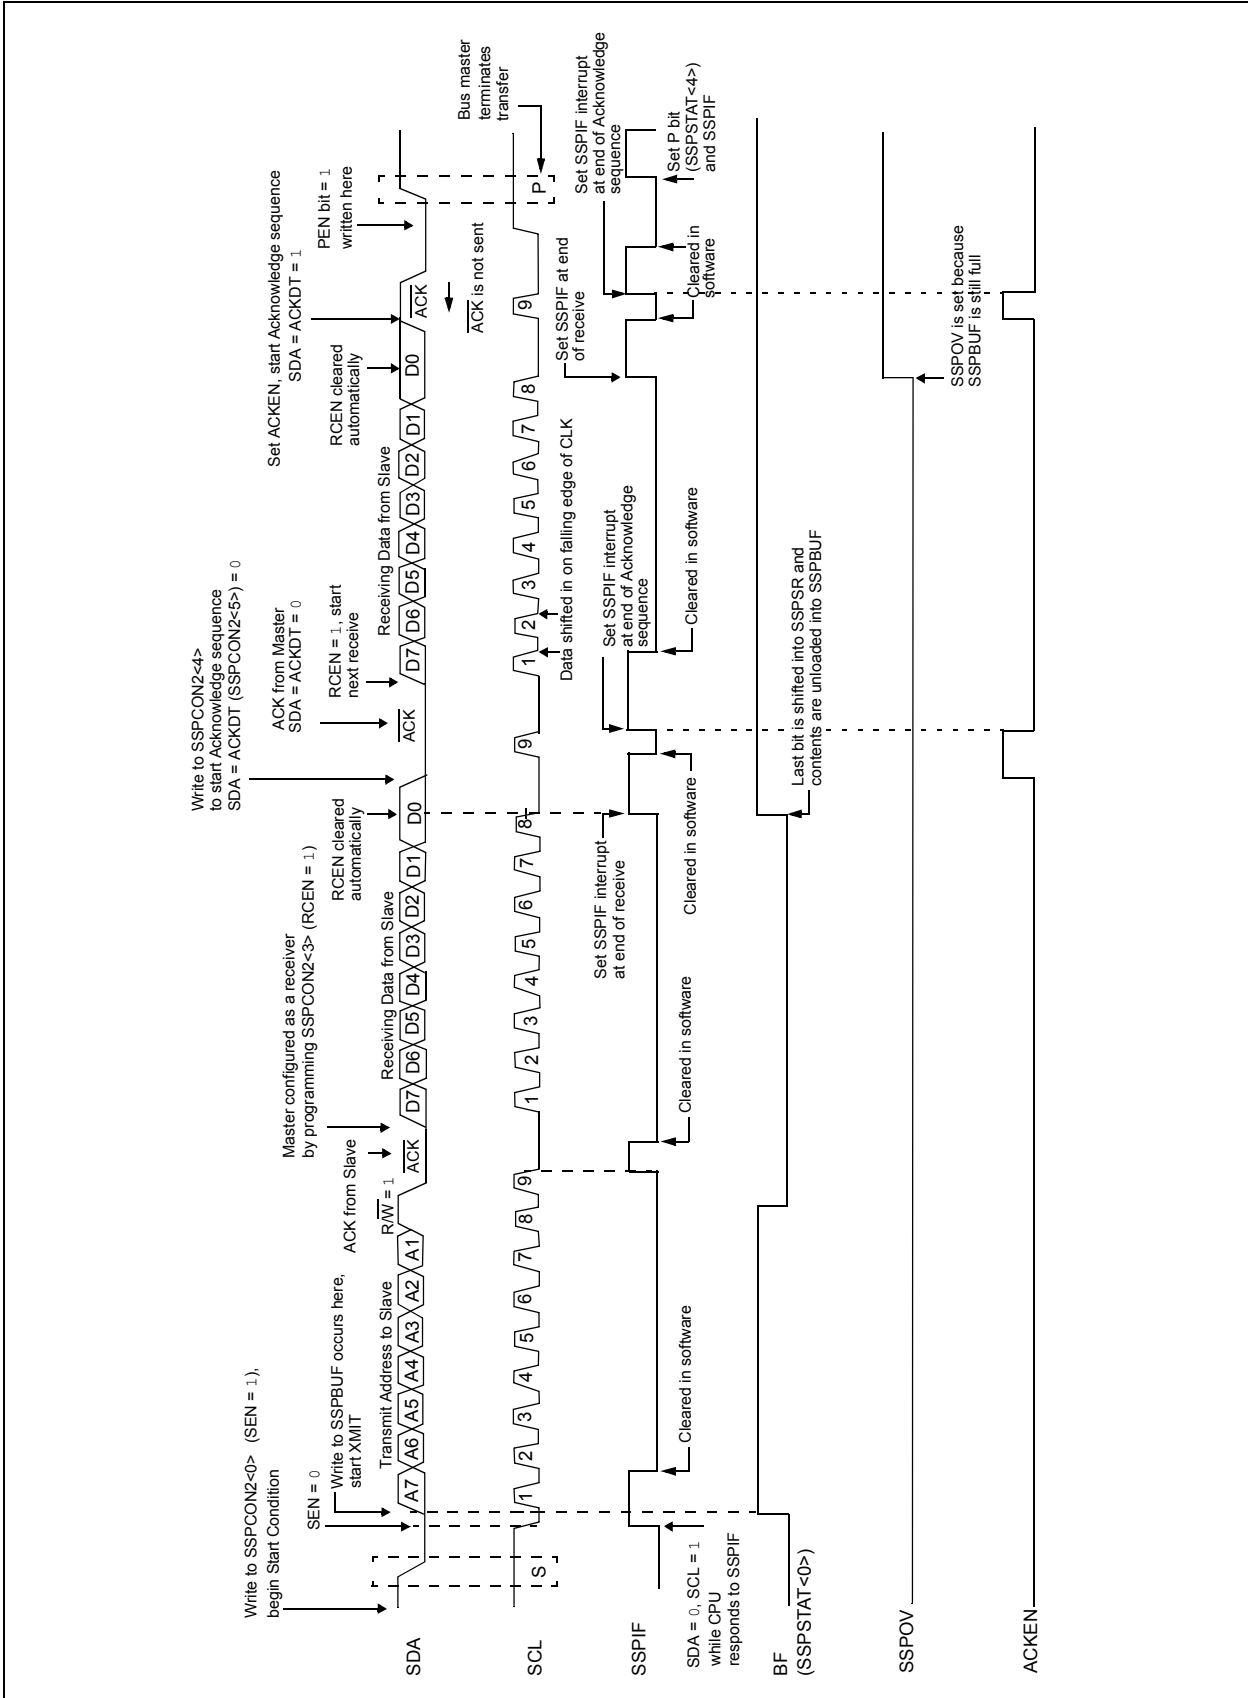 Write to SSPCON2<0> (SEN = 1),
begin Start Condition
SEN = 0
Write to SSPBUF occurs here,
start XMIT
ACK from Slave
Master configured as a receiver
by programming SSPCON2<3> (RCEN = 1)
RCEN cleared
automatically
Write to SSPCON2<4>
to start Acknowledge sequence
SDA = ACKDT (SSPCON2<5>) = 0
ACK from Master
SDA = ACKDT = 0
RCEN = 1, start
next receive
RCEN cleared
automatically
Set ACKEN, start Acknowledge sequence
SDA = ACKDT = 1
PEN bit = 1
written here
Transmit Address to Slave
R/W = 1
Receiving Data from Slave
Receiving Data from Slave
SDA
A7 A6 A5 A4 A3 A2 A1
ACK
D7 D6 D5 D4 D3 D2 D1 D0
ACK
D7 D6 D5 D4 D3 D2 D1 D0
ACK
ACK is not sent
Bus master
terminates
transfer
SCL
S
1 2 3 4 5 6 7 8 9
1 2 3 4 5 6 7 8
9
1 2 3 4 5 6 7 8
9
P
Data shifted in on falling edge of CLK
Set SSPIF interrupt
at end of receive
Set SSPIF interrupt
at end of Acknowledge
sequence
Set SSPIF at end
of receive
Set SSPIF interrupt
at end of Acknowledge
sequence
SSPIF
SDA = 0, SCL = 1
while CPU
responds to SSPIF
Cleared in software
Cleared in software
Cleared in software
Cleared in software
Cleared in
software
Set P bit
(SSPSTAT<4>)
and SSPIF
BF
(SSPSTAT<0>)
Last bit is shifted into SSPSR and
contents are unloaded into SSPBUF
SSPOV
SSPOV is set because
SSPBUF is still full
ACKEN